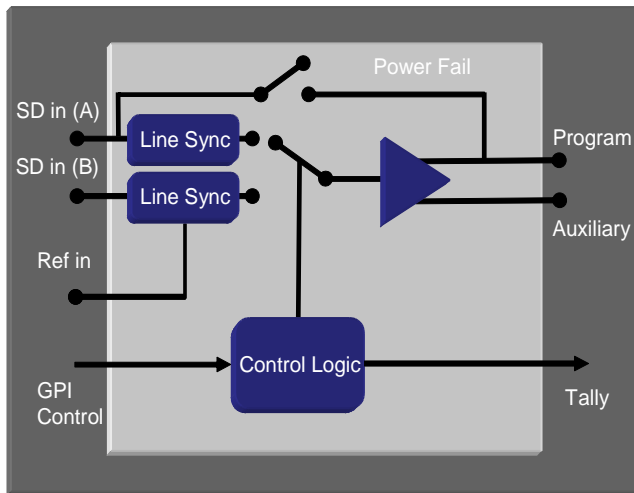 Power Fail
SD in (A)
Line Sync
Program
SD in (B)
Line Sync
Auxiliary
Ref in
Control Logic
GPI
Control
Tally